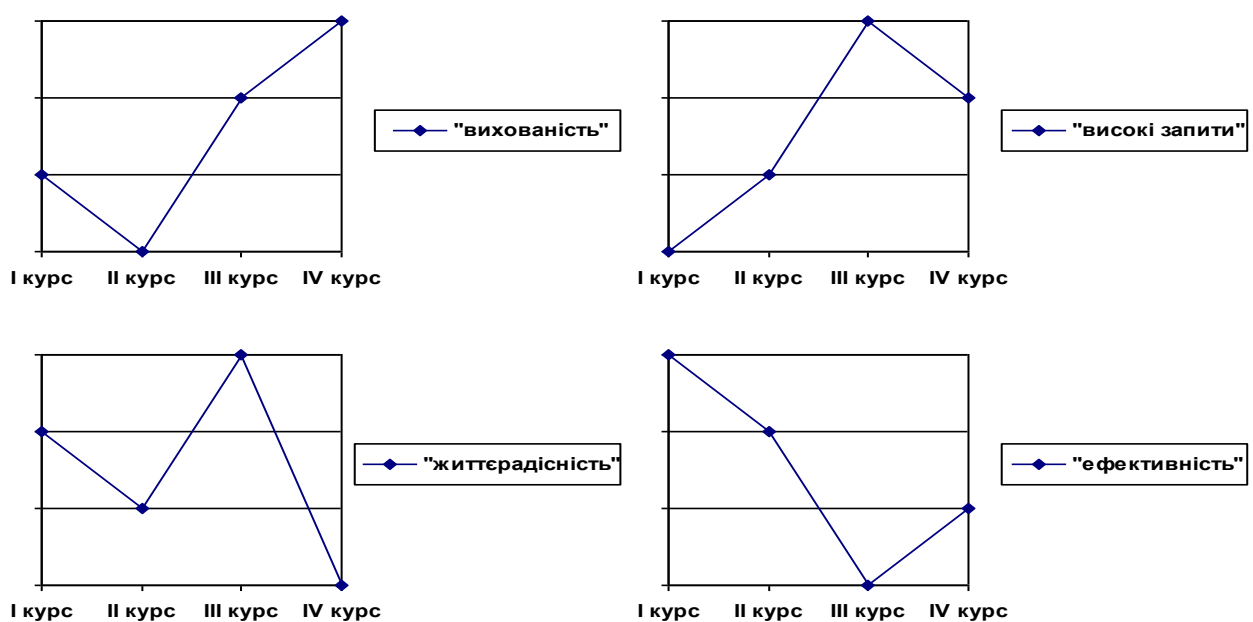 "вихованість"
I курс II курс III курс IV курс
"високі запити"
I курс II курс III курс IV курс
"життєрадісність"
I курс II курс III курс IV курс
"ефективність"
I курс II курс III курс IV курс